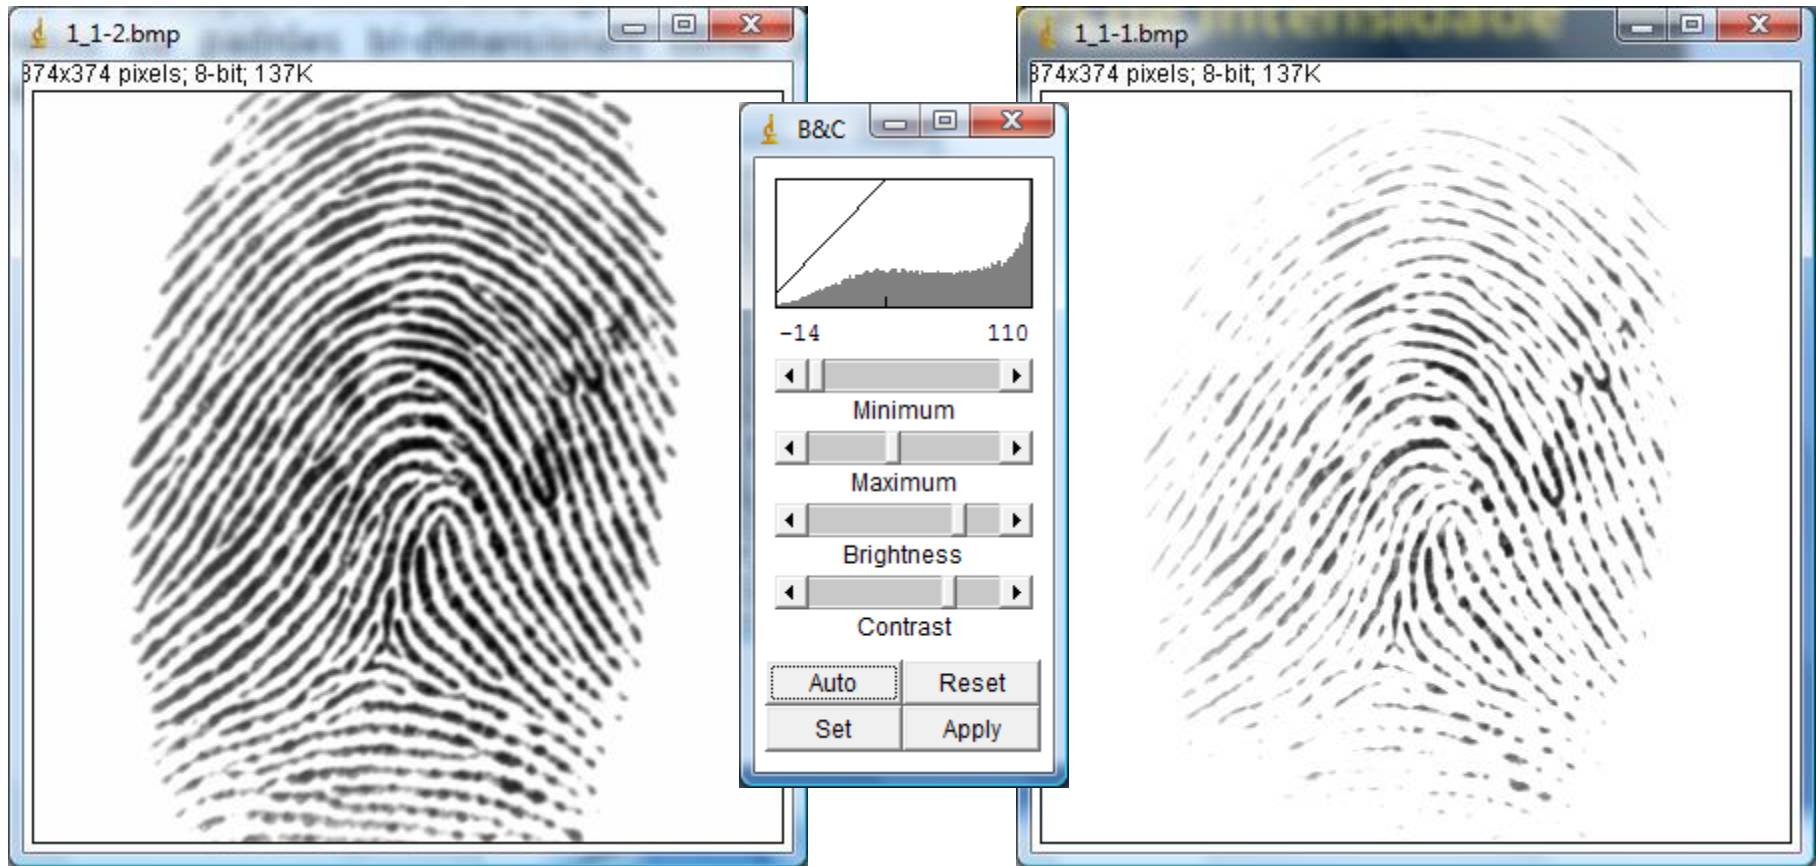 1_1-2.bmp
374x374 pixels; 8-bit; 137K
B&C
-14 110
Minimum
Maximum
Brightness
Contrast
Auto Reset
Set Apply
intensidade
1_1-1.bmp
374x374 pixels; 8-bit; 137K